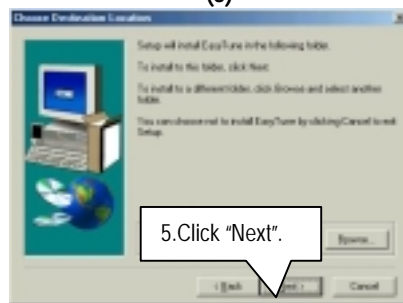 Choose Destination Location
Setup will install EasyTune in the following folder.
To install to this folder, click Next.
To install to a different folder, click Browse and select another
folder.
You can choose not to install EasyTune by clicking Cancel to exit
Setup.
5.Click "Next".
Browse...
< Back
Next >
Cancel